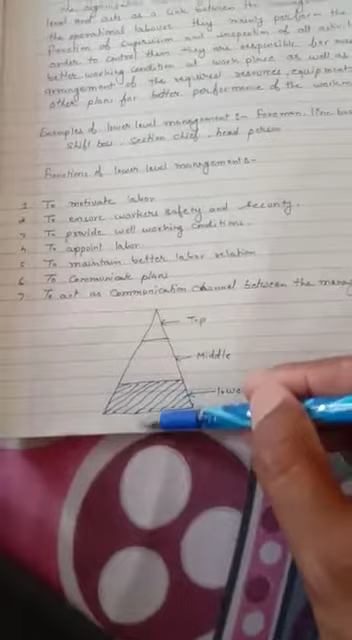 level and acts as a link between the
the operational labours they mainly perform the
function of supervision and inspection of all
order to control them they are responsible for
better working condition at work place as well as
arrangement of the required resources, equipment
other plans for better performance of the
Examples of lower level management :- Foreman, line
shift boss, section chief, head person
Functions of lower level management :-
1 To motivate labor
2 To ensure workers safety and security.
3 To provide well working conditions.
4 To appoint labor
5 To maintain better labor relation
6 To communicate plans
7 To act as communication channel between the
Top
Middle
lowe